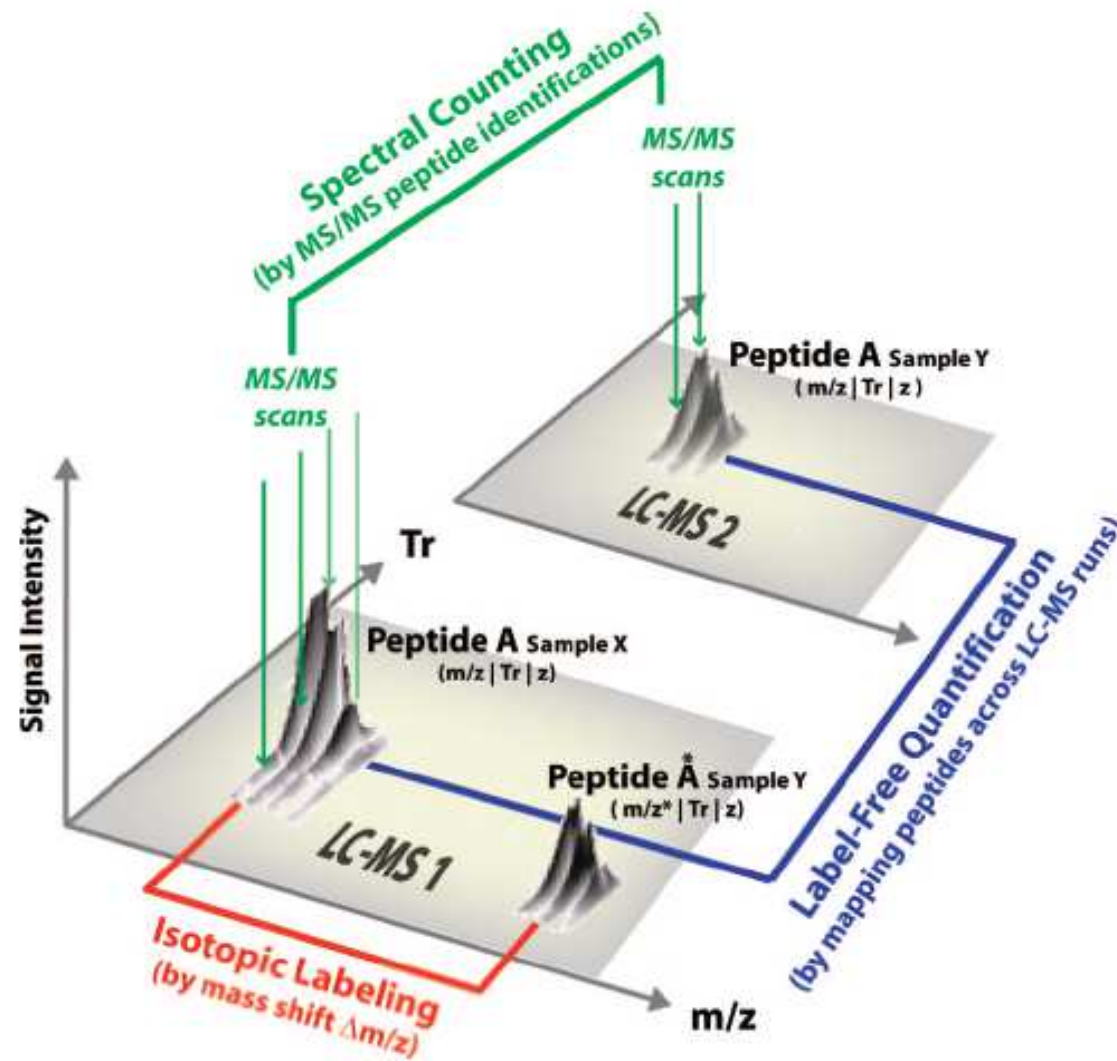 Spectral Counting
(by MS/MS peptide identifications)
MS/MS
scans
MS/MS
scans
Peptide A Sample Y
( m/z | Tr | z )
LC-MS 2
Signal Intensity
Tr
Peptide A Sample X
(m/z | Tr | z)
Peptide Å Sample Y
( m/z* | Tr | z)
LC-MS 1
Label-Free Quantification
(by mapping peptides across LC-MS runs)
Isotopic Labeling
(by mass shift Δm/z)
m/z